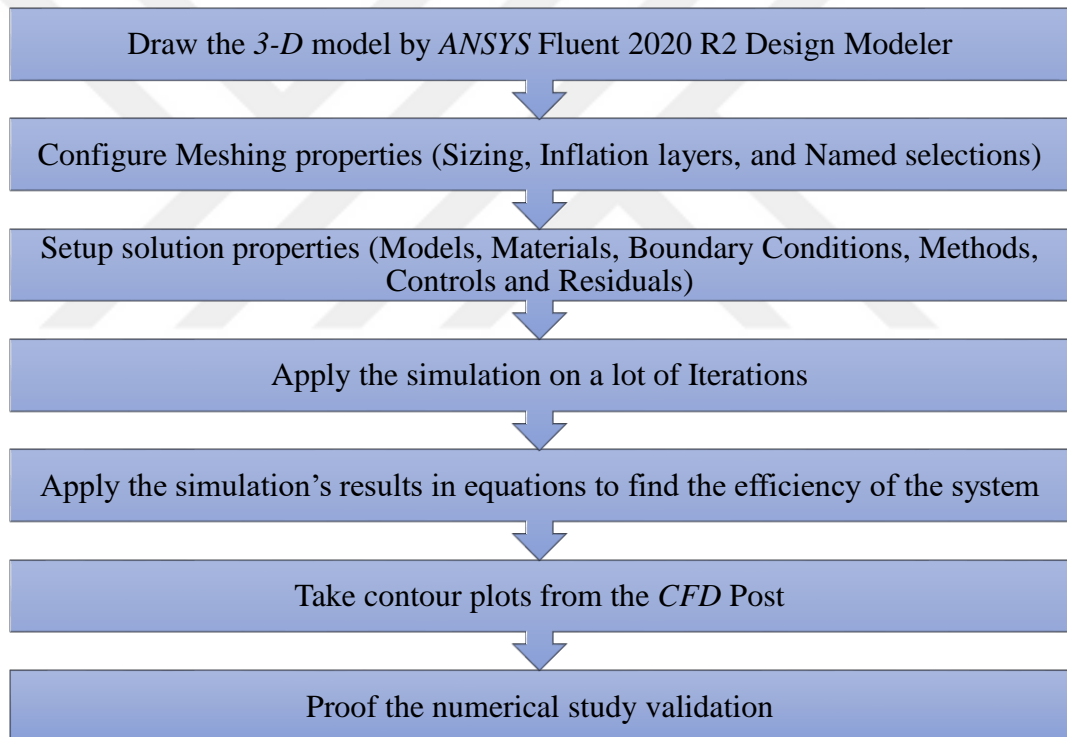 Draw the 3-D model by ANSYS Fluent 2020 R2 Design Modeler
Configure Meshing properties (Sizing, Inflation layers, and Named selections)
Setup solution properties (Models, Materials, Boundary Conditions, Methods,
Controls and Residuals)
Apply the simulation on a lot of Iterations
Apply the simulation’s results in equations to find the efficiency of the system
Take contour plots from the CFD Post
Proof the numerical study validation